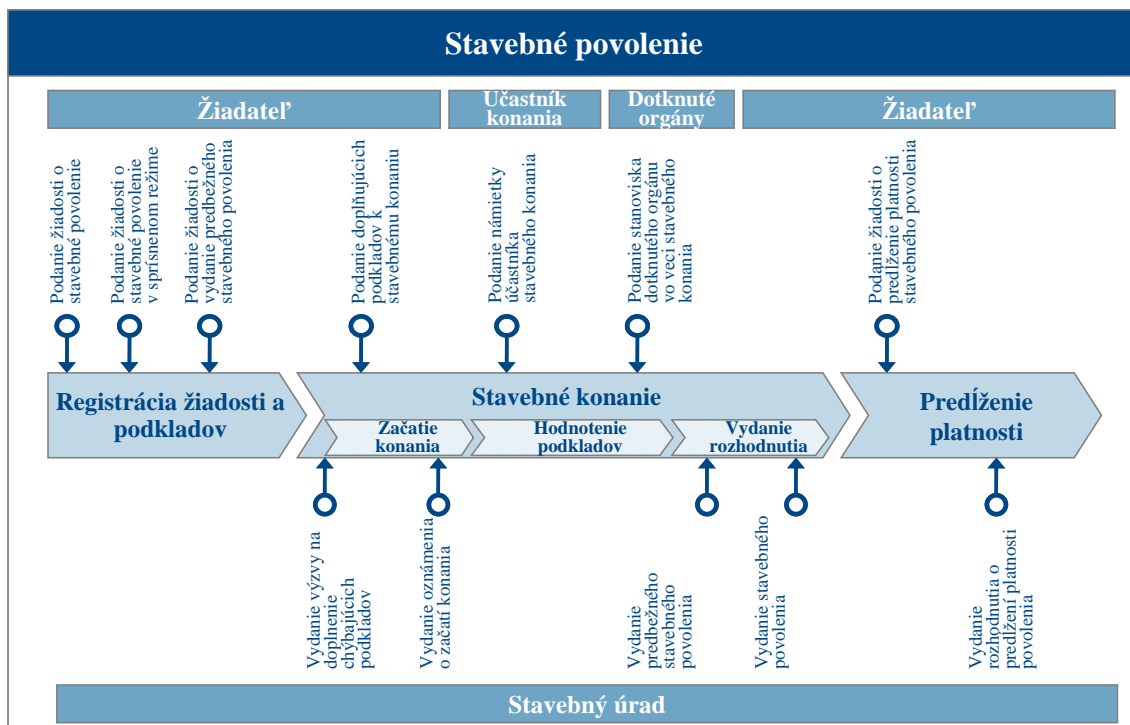 Stavebné povolenie
Žiadateľ
Účastník
konania
Dotknuté
orgány
Žiadateľ
Podanie žiadosti o
stavebné povolenie
Podanie žiadosti o
stavebné povolenie
v sprísnenom režime
Podanie žiadosti o
vydanie predbežného
stavebného povolenia
Podanie doplňujúcich
podkladov k
stavebnému konaniu
Podanie námietky
účastníka
stavebného konania
Podanie stanoviska
dotknutého orgánu
vo veci stavebného
konania
Podanie žiadosti o
predĺženie platnosti
stavebného povolenia
Registrácia žiadosti a
podkladov
Stavebné konanie
Začatie
konania
Hodnotenie
podkladov
Vydanie
rozhodnutia
Predĺženie
platnosti
Vydanie výzvy na
doplnenie
chýbajúcich
podkladov
Vydanie oznámenia
o začatí konania
Vydanie
predbežného
stavebného
povolenia
Vydanie stavebného
povolenia
Vydanie
rozhodnutia o
predĺžení platnosti
povolenia
Stavebný úrad